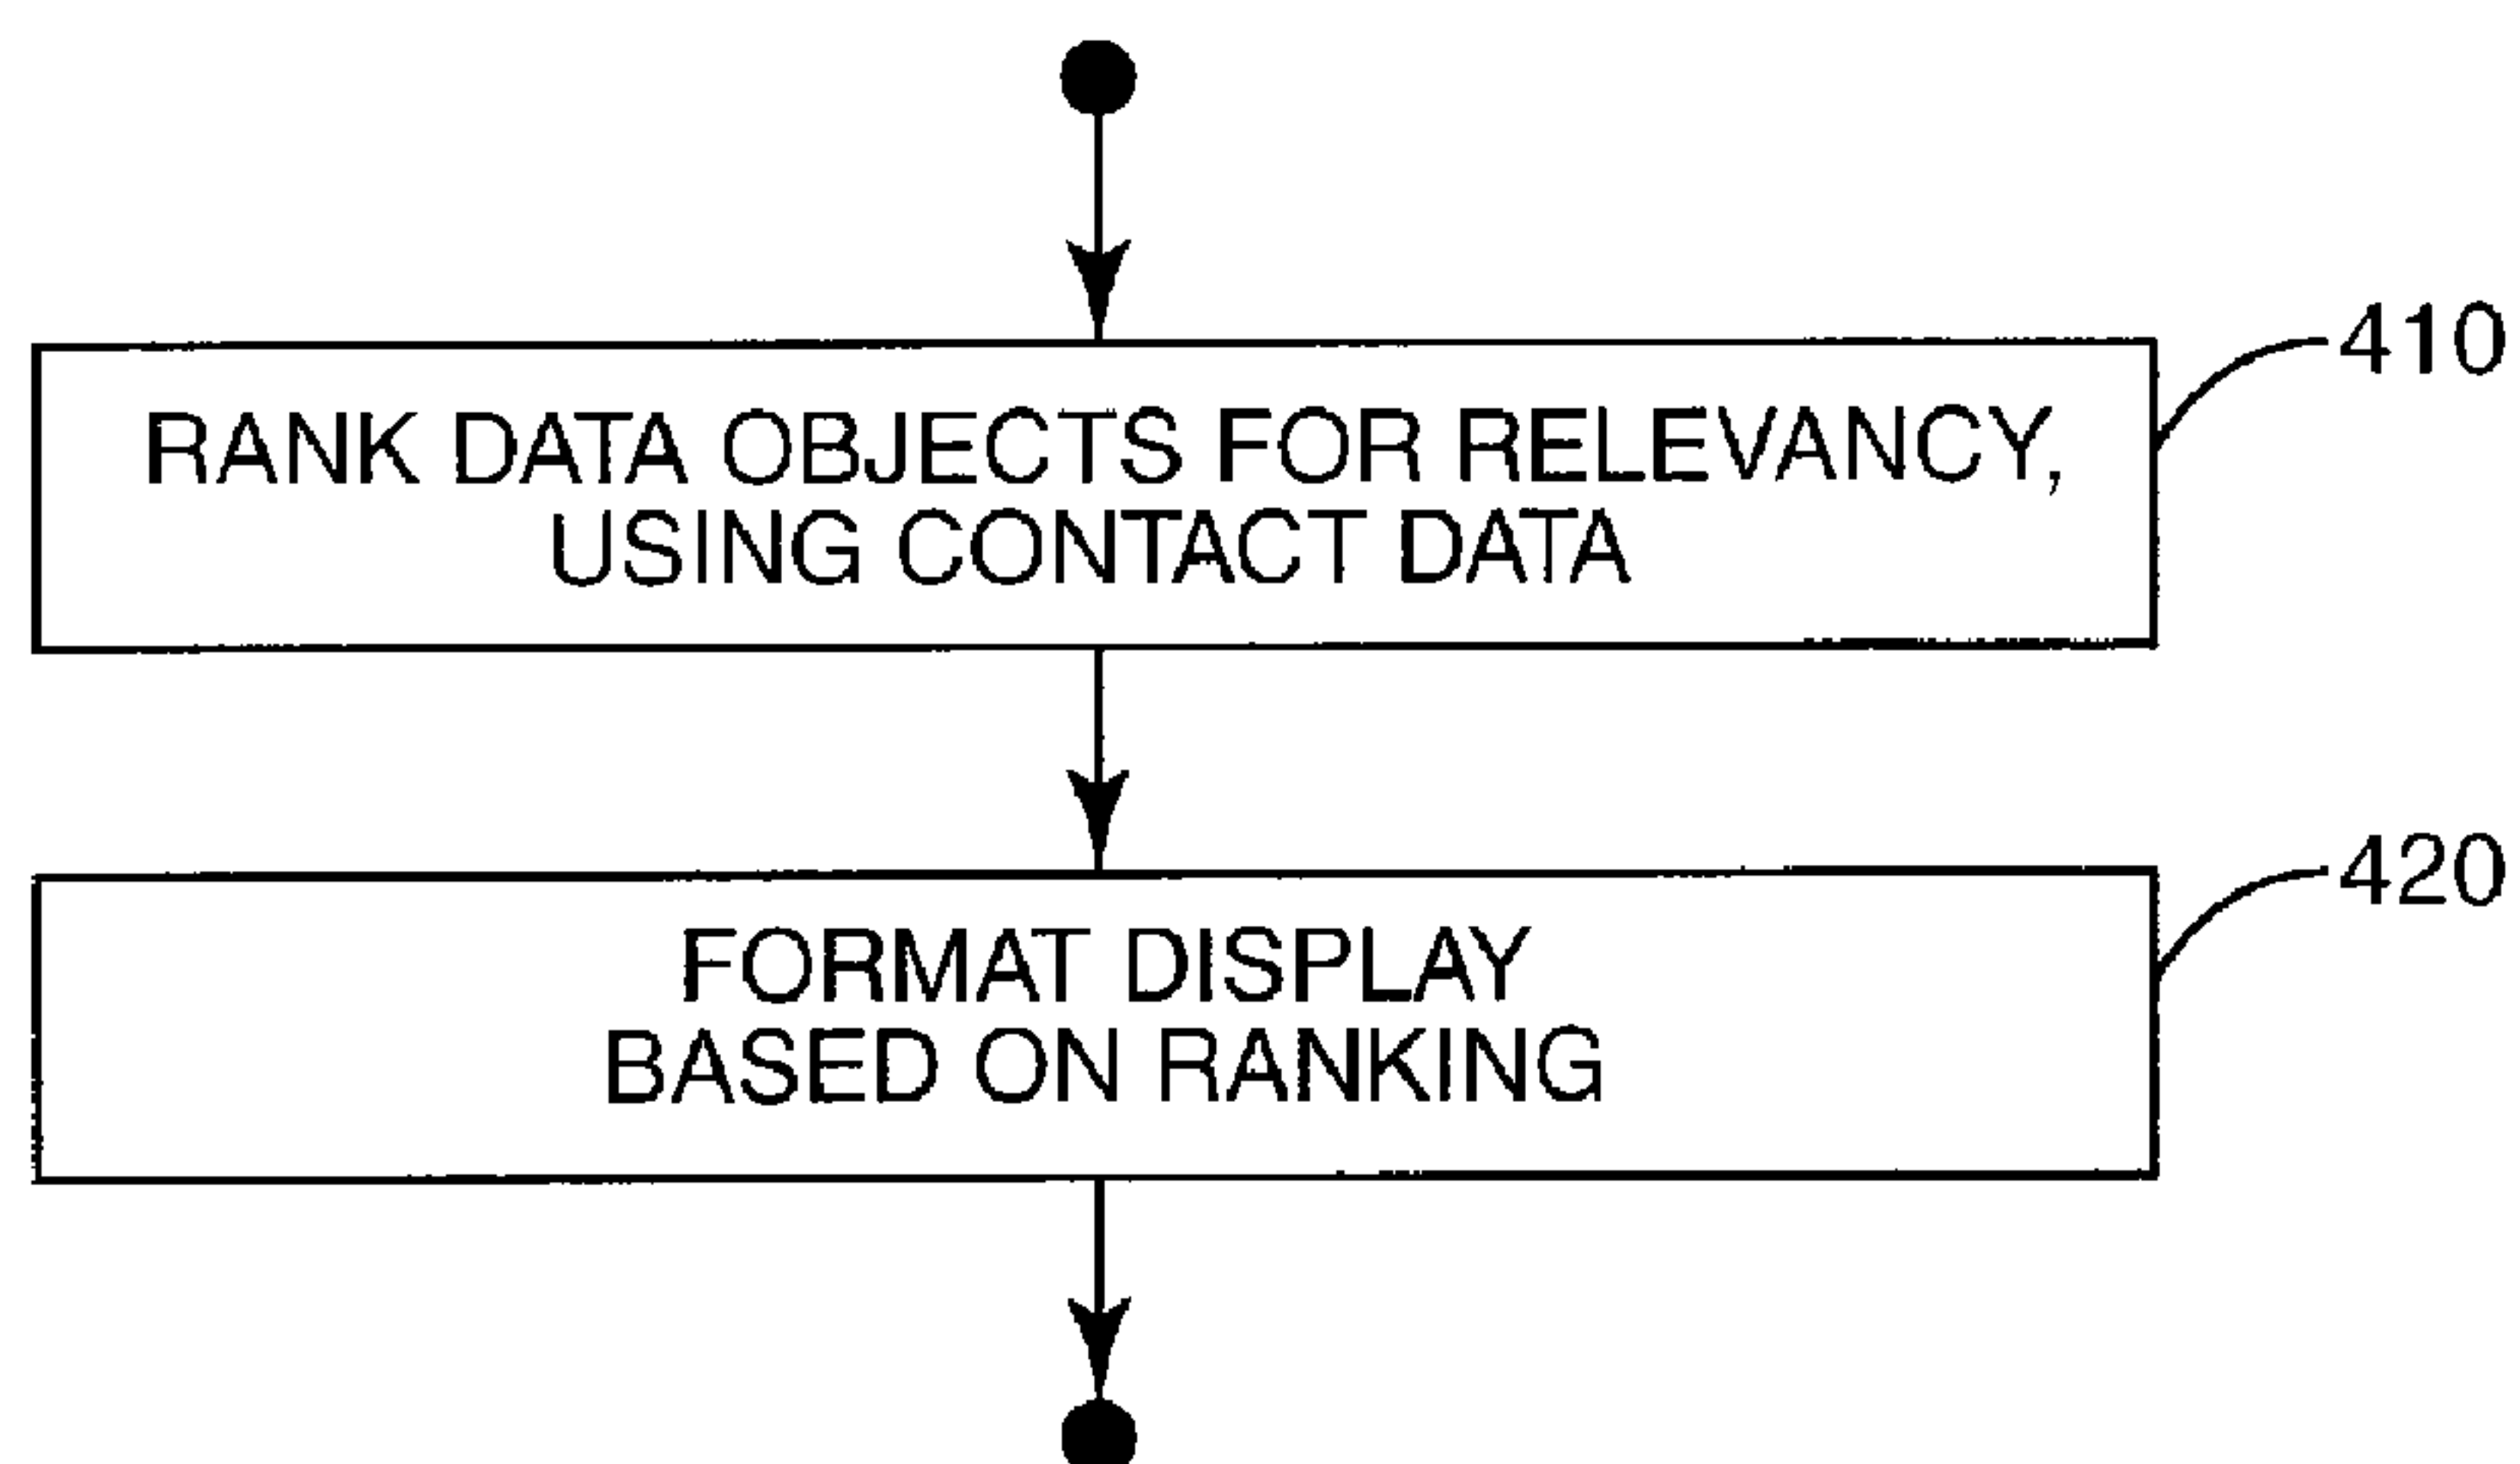 410
RANK DATA OBJECTS FOR RELEVANCY,
USING CONTACT DATA
420
FORMAT DISPLAY
BASED ON RANKING